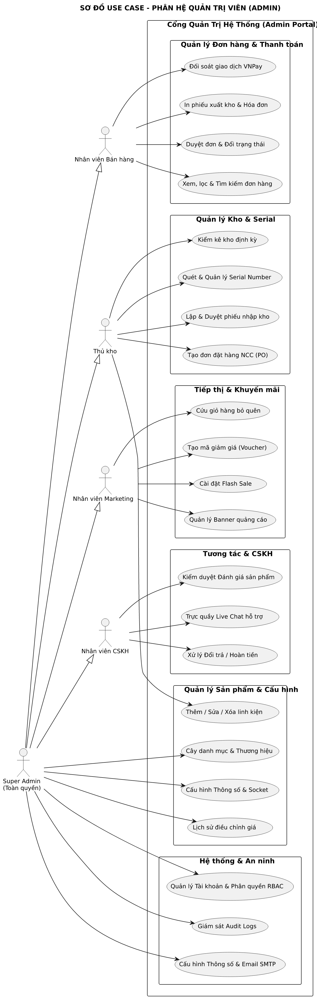 SƠ ĐỒ USE CASE - PHÂN HỆ QUẢN TRỊ VIÊN (ADMIN)
Cổng Quản Trị Hệ Thống (Admin Portal)
Quản lý Đơn hàng & Thanh toán
Đối soát giao dịch VNPay
In phiếu xuất kho & Hóa đơn
Duyệt đơn & Đổi trạng thái
Nhân viên Bán hàng
Xem, lọc & Tìm kiếm đơn hàng
Quản lý Kho & Serial
Kiểm kê kho định kỳ
Quét & Quản lý Serial Number
Lập & Duyệt phiếu nhập kho
Thủ kho
Tạo đơn đặt hàng NCC (PO)
Tiếp thị & Khuyến mãi
Cứu giỏ hàng bỏ quên
Tạo mã giảm giá (Voucher)
Cài đặt Flash Sale
Nhân viên Marketing
Quản lý Banner quảng cáo
Tương tác & CSKH
Kiểm duyệt Đánh giá sản phẩm
Trực quầy Live Chat hỗ trợ
Nhân viên CSKH
Xử lý Đổi trả / Hoàn tiền
Quản lý Sản phẩm & Cấu hình
Thêm / Sửa / Xóa linh kiện
Cây danh mục & Thương hiệu
Super Admin
(Toàn quyền)
Cấu hình Thông số & Socket
Lịch sử điều chỉnh giá
Hệ thống & An ninh
Quản lý Tài khoản & Phân quyền RBAC
Giám sát Audit Logs
Cấu hình Thông số & Email SMTP